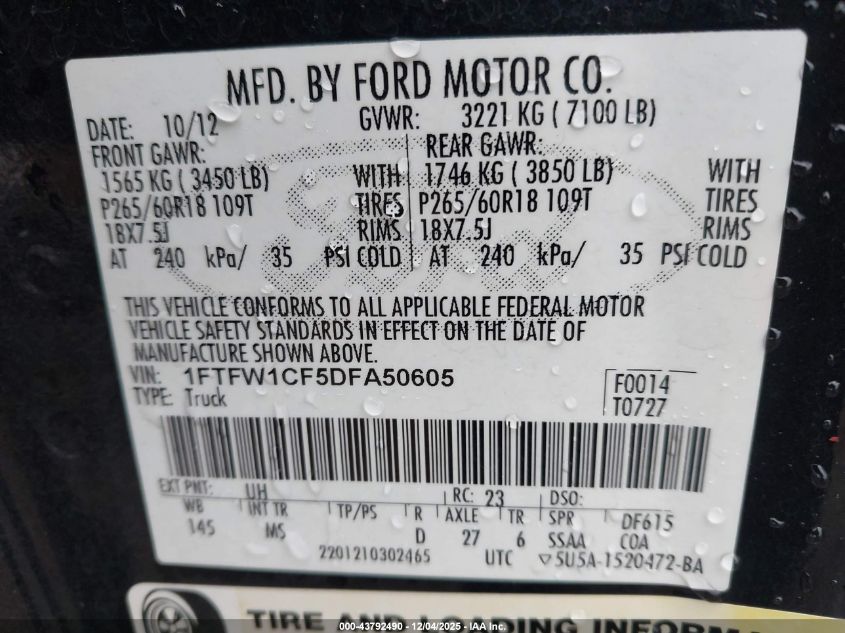 MFD. BY FORD MOTOR CO.
DATE: 10/12 GVWR: 3221 KG ( 7100 LB)
FRONT GAWR: REAR GAWR:
1565 KG ( 3450 LB) WITH 1746 KG ( 3850 LB) WITH
P265/60R18 109T TIRES P265/60R18 109T TIRES
18X7.5J RIMS 18X7.5J RIMS
AT 240 kPa/ 35 PSI COLD AT 240 kPa/ 35 PSI COLD
THIS VEHICLE CONFORMS TO ALL APPLICABLE FEDERAL MOTOR
VEHICLE SAFETY STANDARDS IN EFFECT ON THE DATE OF
MANUFACTURE SHOWN ABOVE.
VIN: 1FTFW1CF5DFA50605 F0014
TYPE: Truck T0727
EXT PNT: UH RC: 23 DSO:
WB INT TR TP/PS R AXLE TR SPR DF615
145 MS D 27 6 SSAA COA
2201210302465 UTC ▽5U5A-1520472-BA
TIRE AND LOADING INFORMA
000-43792490 - 12/04/2025 - IAA Inc.